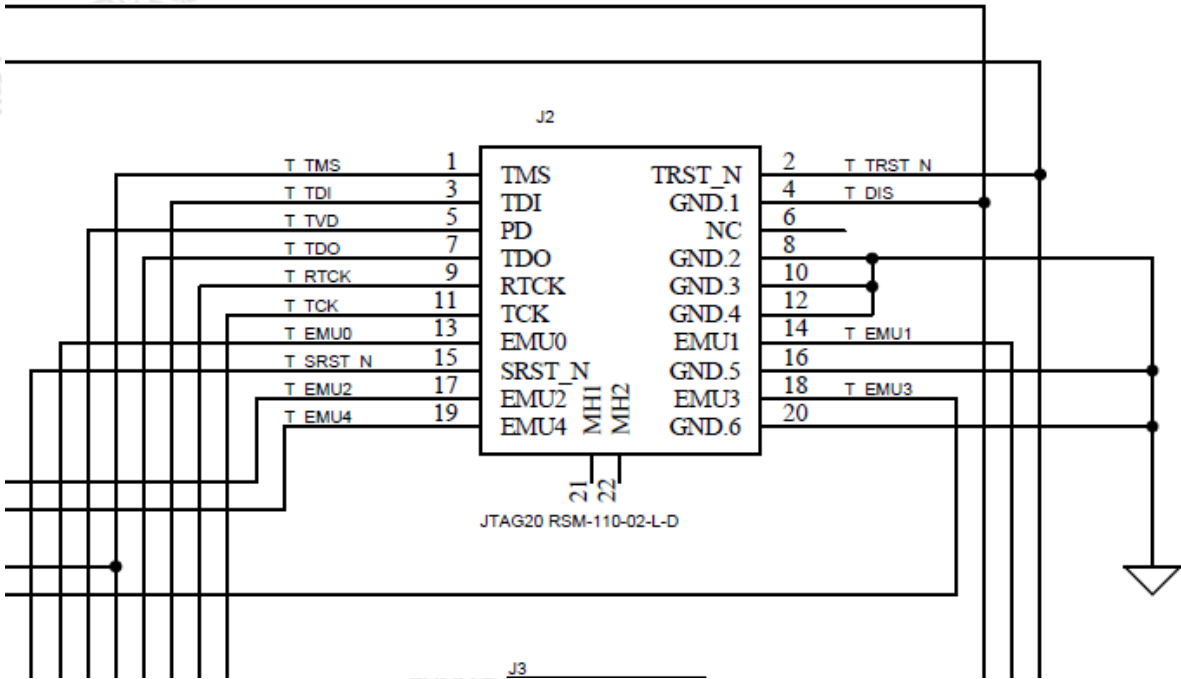 J2
T TMS 1 TMS TRST_N 2 T TRST N
T TDI 3 TDI GND.1 4 T DIS
T TVD 5 PD NC 6
T TDO 7 TDO GND.2 8
T RTCK 9 RTCK GND.3 10
T TCK 11 TCK GND.4 12
T EMU0 13 EMU0 EMU1 14 T EMU1
T SRST N 15 SRST_N GND.5 16
T EMU2 17 EMU2 EMU3 18 T EMU3
T EMU4 19 EMU4 GND.6 20
MH1
MH2
21
22
JTAG20 RSM-110-02-L-D
J3